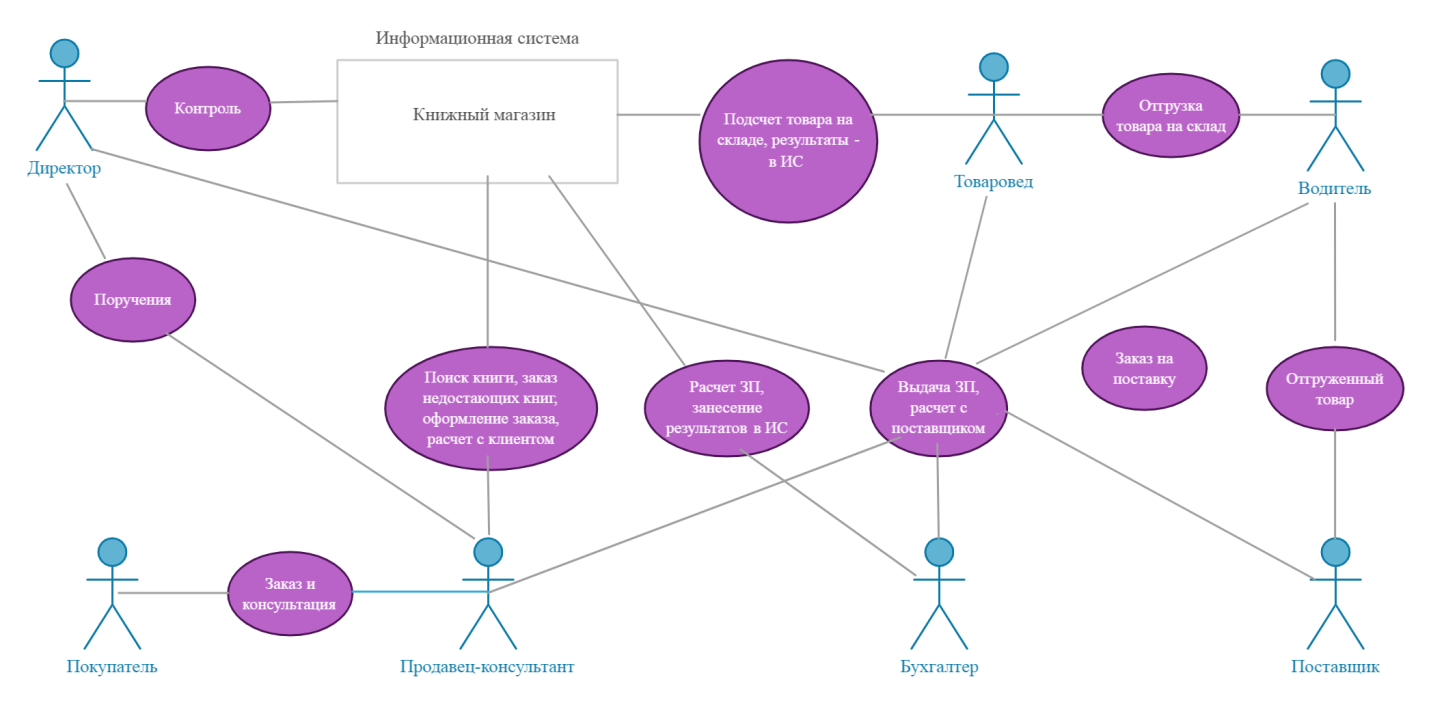 Информационная система
Книжный магазин
Контроль
Директор
Подсчет товара на
складе, результаты -
в ИС
Товаровед
Отгрузка
товара на склад
Водитель
Поручения
Поиск книги, заказ
недостающих книг,
оформление заказа,
расчет с клиентом
Расчет ЗП,
занесение
результатов в ИС
Выдача ЗП,
расчет с
поставщиком
Заказ на
поставку
Отгруженный
товар
Заказ и
консультация
Покупатель
Продавец-консультант
Бухгалтер
Поставщик